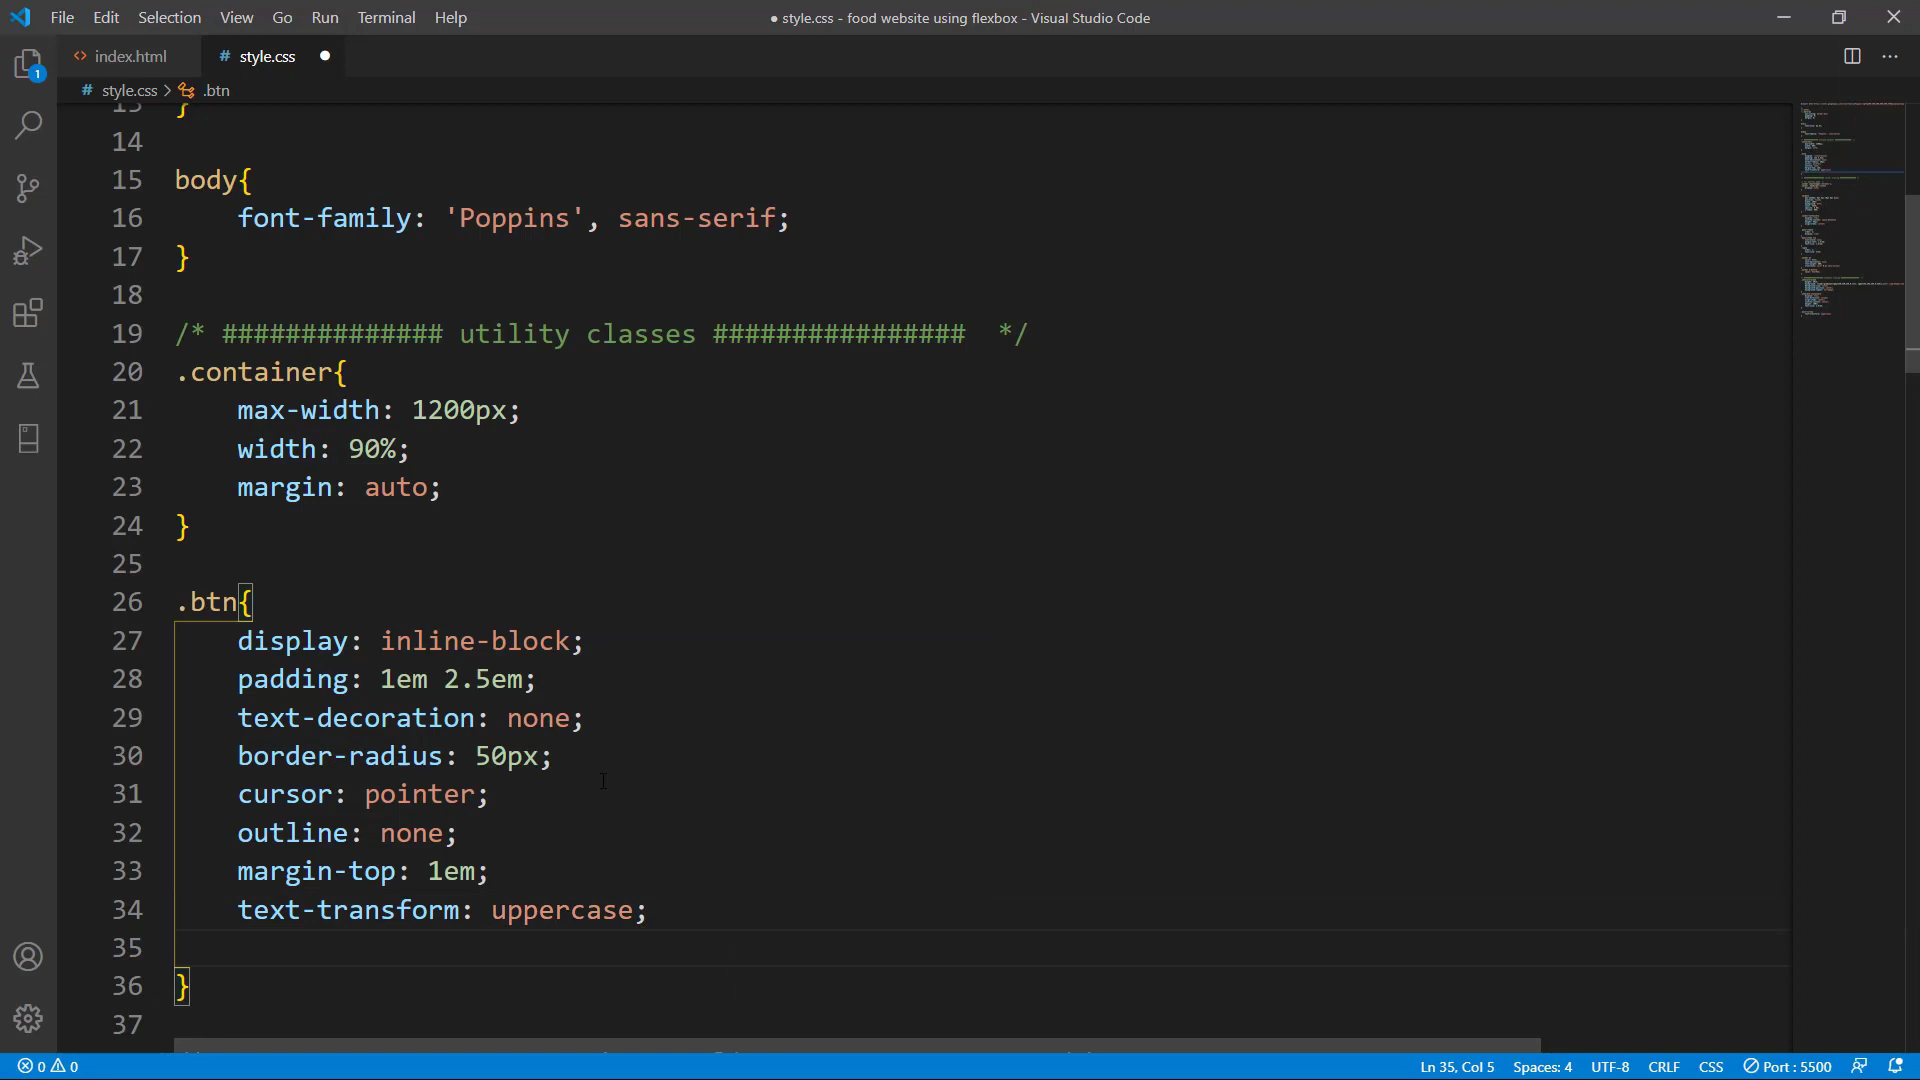 File Edit Selection View Go Run Terminal Help
● style.css - food website using flexbox - Visual Studio Code
<> index.html # style.css ●
# style.css > .btn
13 }
14
15 body{
16 font-family: 'Poppins', sans-serif;
17 }
18
19 /* ############## utility classes ################ */
20 .container{
21 max-width: 1200px;
22 width: 90%;
23 margin: auto;
24 }
25
26 .btn{
27 display: inline-block;
28 padding: 1em 2.5em;
29 text-decoration: none;
30 border-radius: 50px;
31 cursor: pointer;
32 outline: none;
33 margin-top: 1em;
34 text-transform: uppercase;
35
36 }
37
1
0 0 Ln 35, Col 5 Spaces: 4 UTF-8 CRLF CSS Port : 5500